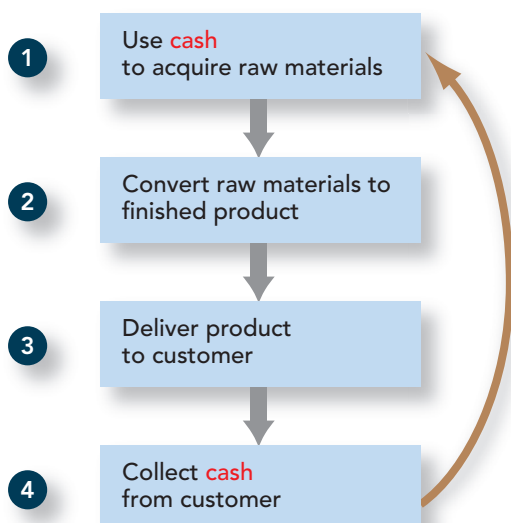 1
Use cash
to acquire raw materials
2
Convert raw materials to
finished product
3
Deliver product
to customer
4
Collect cash
from customer